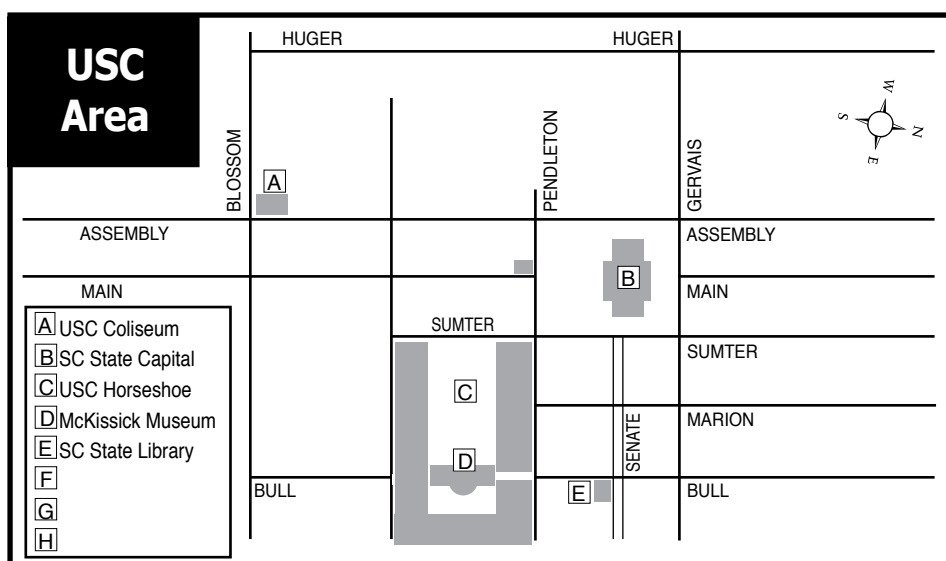 USC
Area
HUGER
HUGER
W
N
S
E
BLOSSOM
PENDLETON
GERVAIS
A
ASSEMBLY
ASSEMBLY
B
MAIN
MAIN
SUMTER
SUMTER
C
MARION
SENATE
D
BULL
E
BULL
A USC Coliseum
B SC State Capital
C USC Horseshoe
D McKissick Museum
E SC State Library
F
G
H